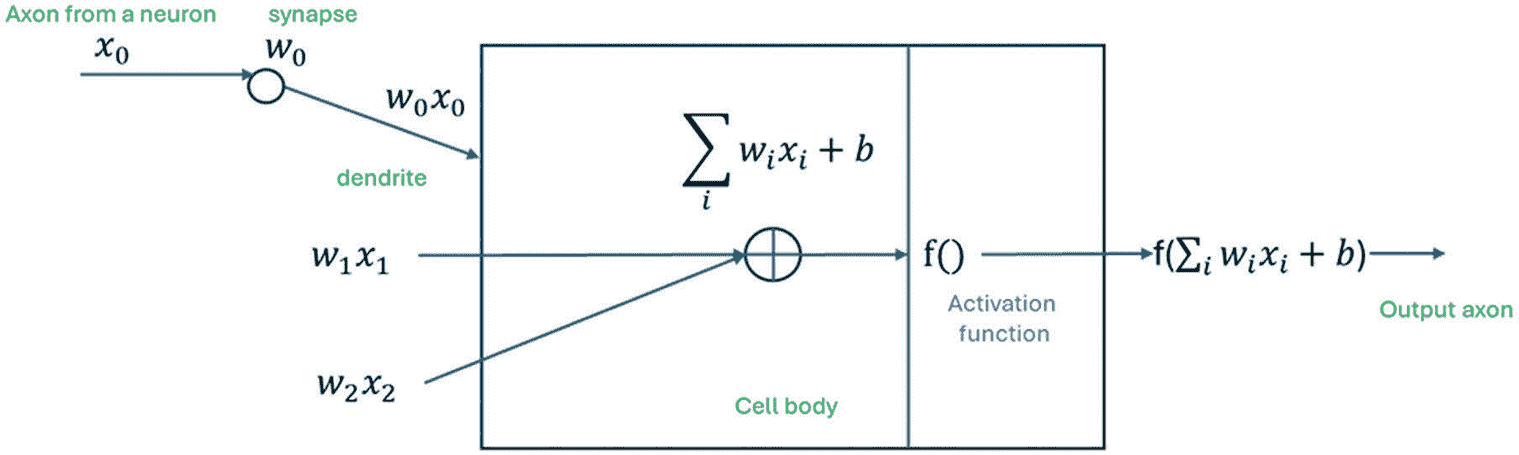 Axon from a neuron synapse
x₀ w₀
w₀x₀
∑ wᵢxᵢ + b
i
dendrite
w₁x₁ f() f(∑ᵢ wᵢxᵢ + b)
Activation
function
Output axon
w₂x₂
Cell body